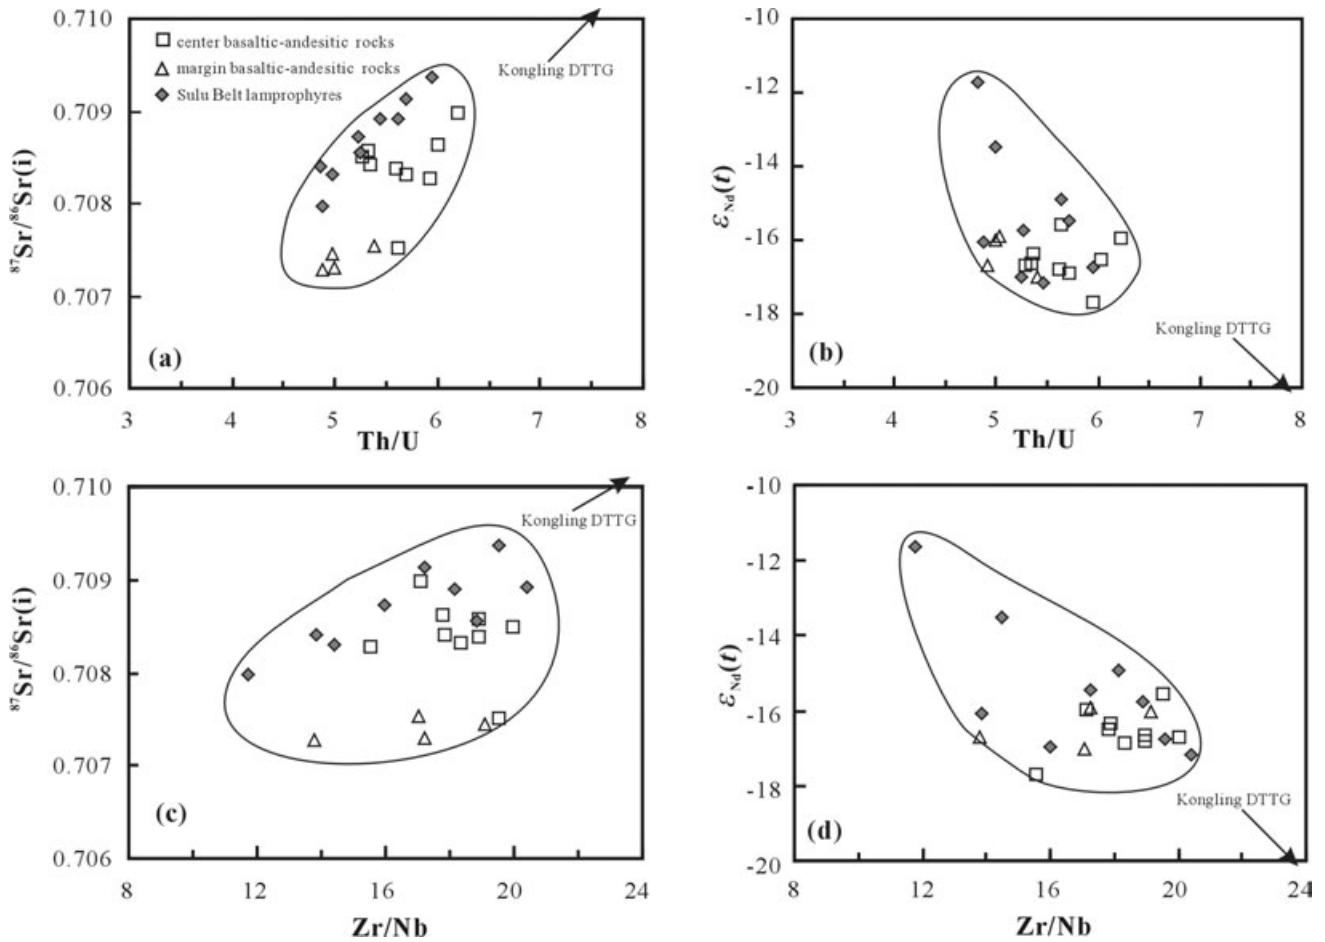 0.710
center basaltic-andesitic rocks
margin basaltic-andesitic rocks
Sulu Belt lamprophyres
Kongling DTTG
0.709
0.708
0.707
0.706
87Sr/86Sr(i)
(a)
3 4 5 6 7 8
Th/U
-10
-12
-14
-16
-18
-20
εNd(t)
Kongling DTTG
(b)
3 4 5 6 7 8
Th/U
0.710
Kongling DTTG
0.709
0.708
0.707
0.706
87Sr/86Sr(i)
(c)
8 12 16 20 24
Zr/Nb
-10
-12
-14
-16
-18
-20
εNd(t)
Kongling DTTG
(d)
8 12 16 20 24
Zr/Nb